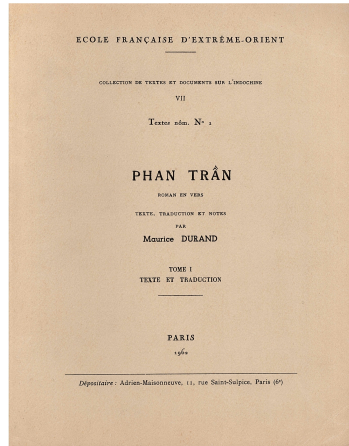 ECOLE FRANÇAISE D'EXTRÊME-ORIENT
COLLECTION DE TEXTES ET DOCUMENTS SUR L'INDOCHINE
VII
Textes nôm. N° 2
PHAN TRẦN
ROMAN EN VERS
TEXTE, TRADUCTION ET NOTES
PAR
Maurice DURAND
TOME I
TEXTE ET TRADUCTION
PARIS
1962
Dépositaire : Adrien-Maisonneuve, 11, rue Saint-Sulpice, Paris (6e)